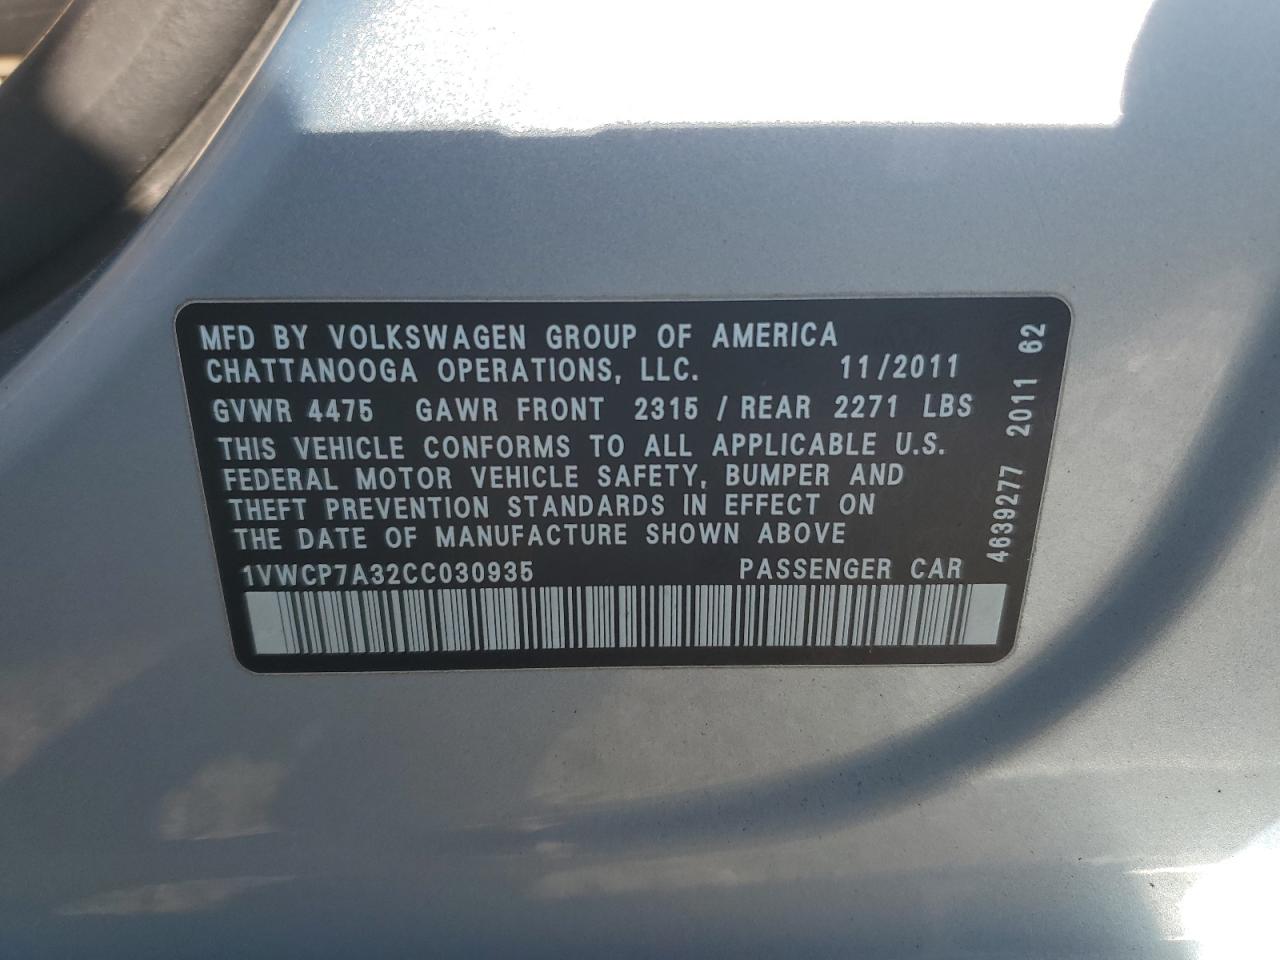 MFD BY VOLKSWAGEN GROUP OF AMERICA
CHATTANOOGA OPERATIONS, LLC. 11/2011
GVWR 4475 GAWR FRONT 2315 / REAR 2271 LBS
THIS VEHICLE CONFORMS TO ALL APPLICABLE U.S.
FEDERAL MOTOR VEHICLE SAFETY, BUMPER AND
THEFT PREVENTION STANDARDS IN EFFECT ON
THE DATE OF MANUFACTURE SHOWN ABOVE
1VWCP7A32CC030935 PASSENGER CAR
4639277 2011 62